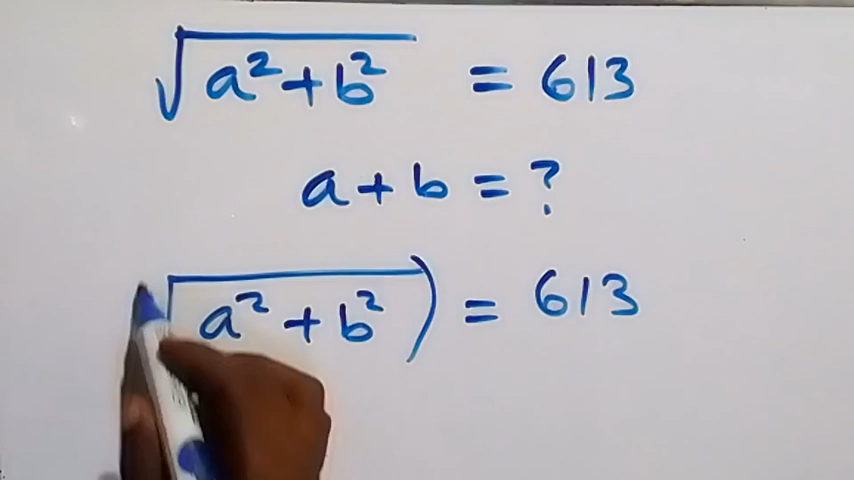 √a²+b² = 613
a+b=?
√a²+b²) = 613